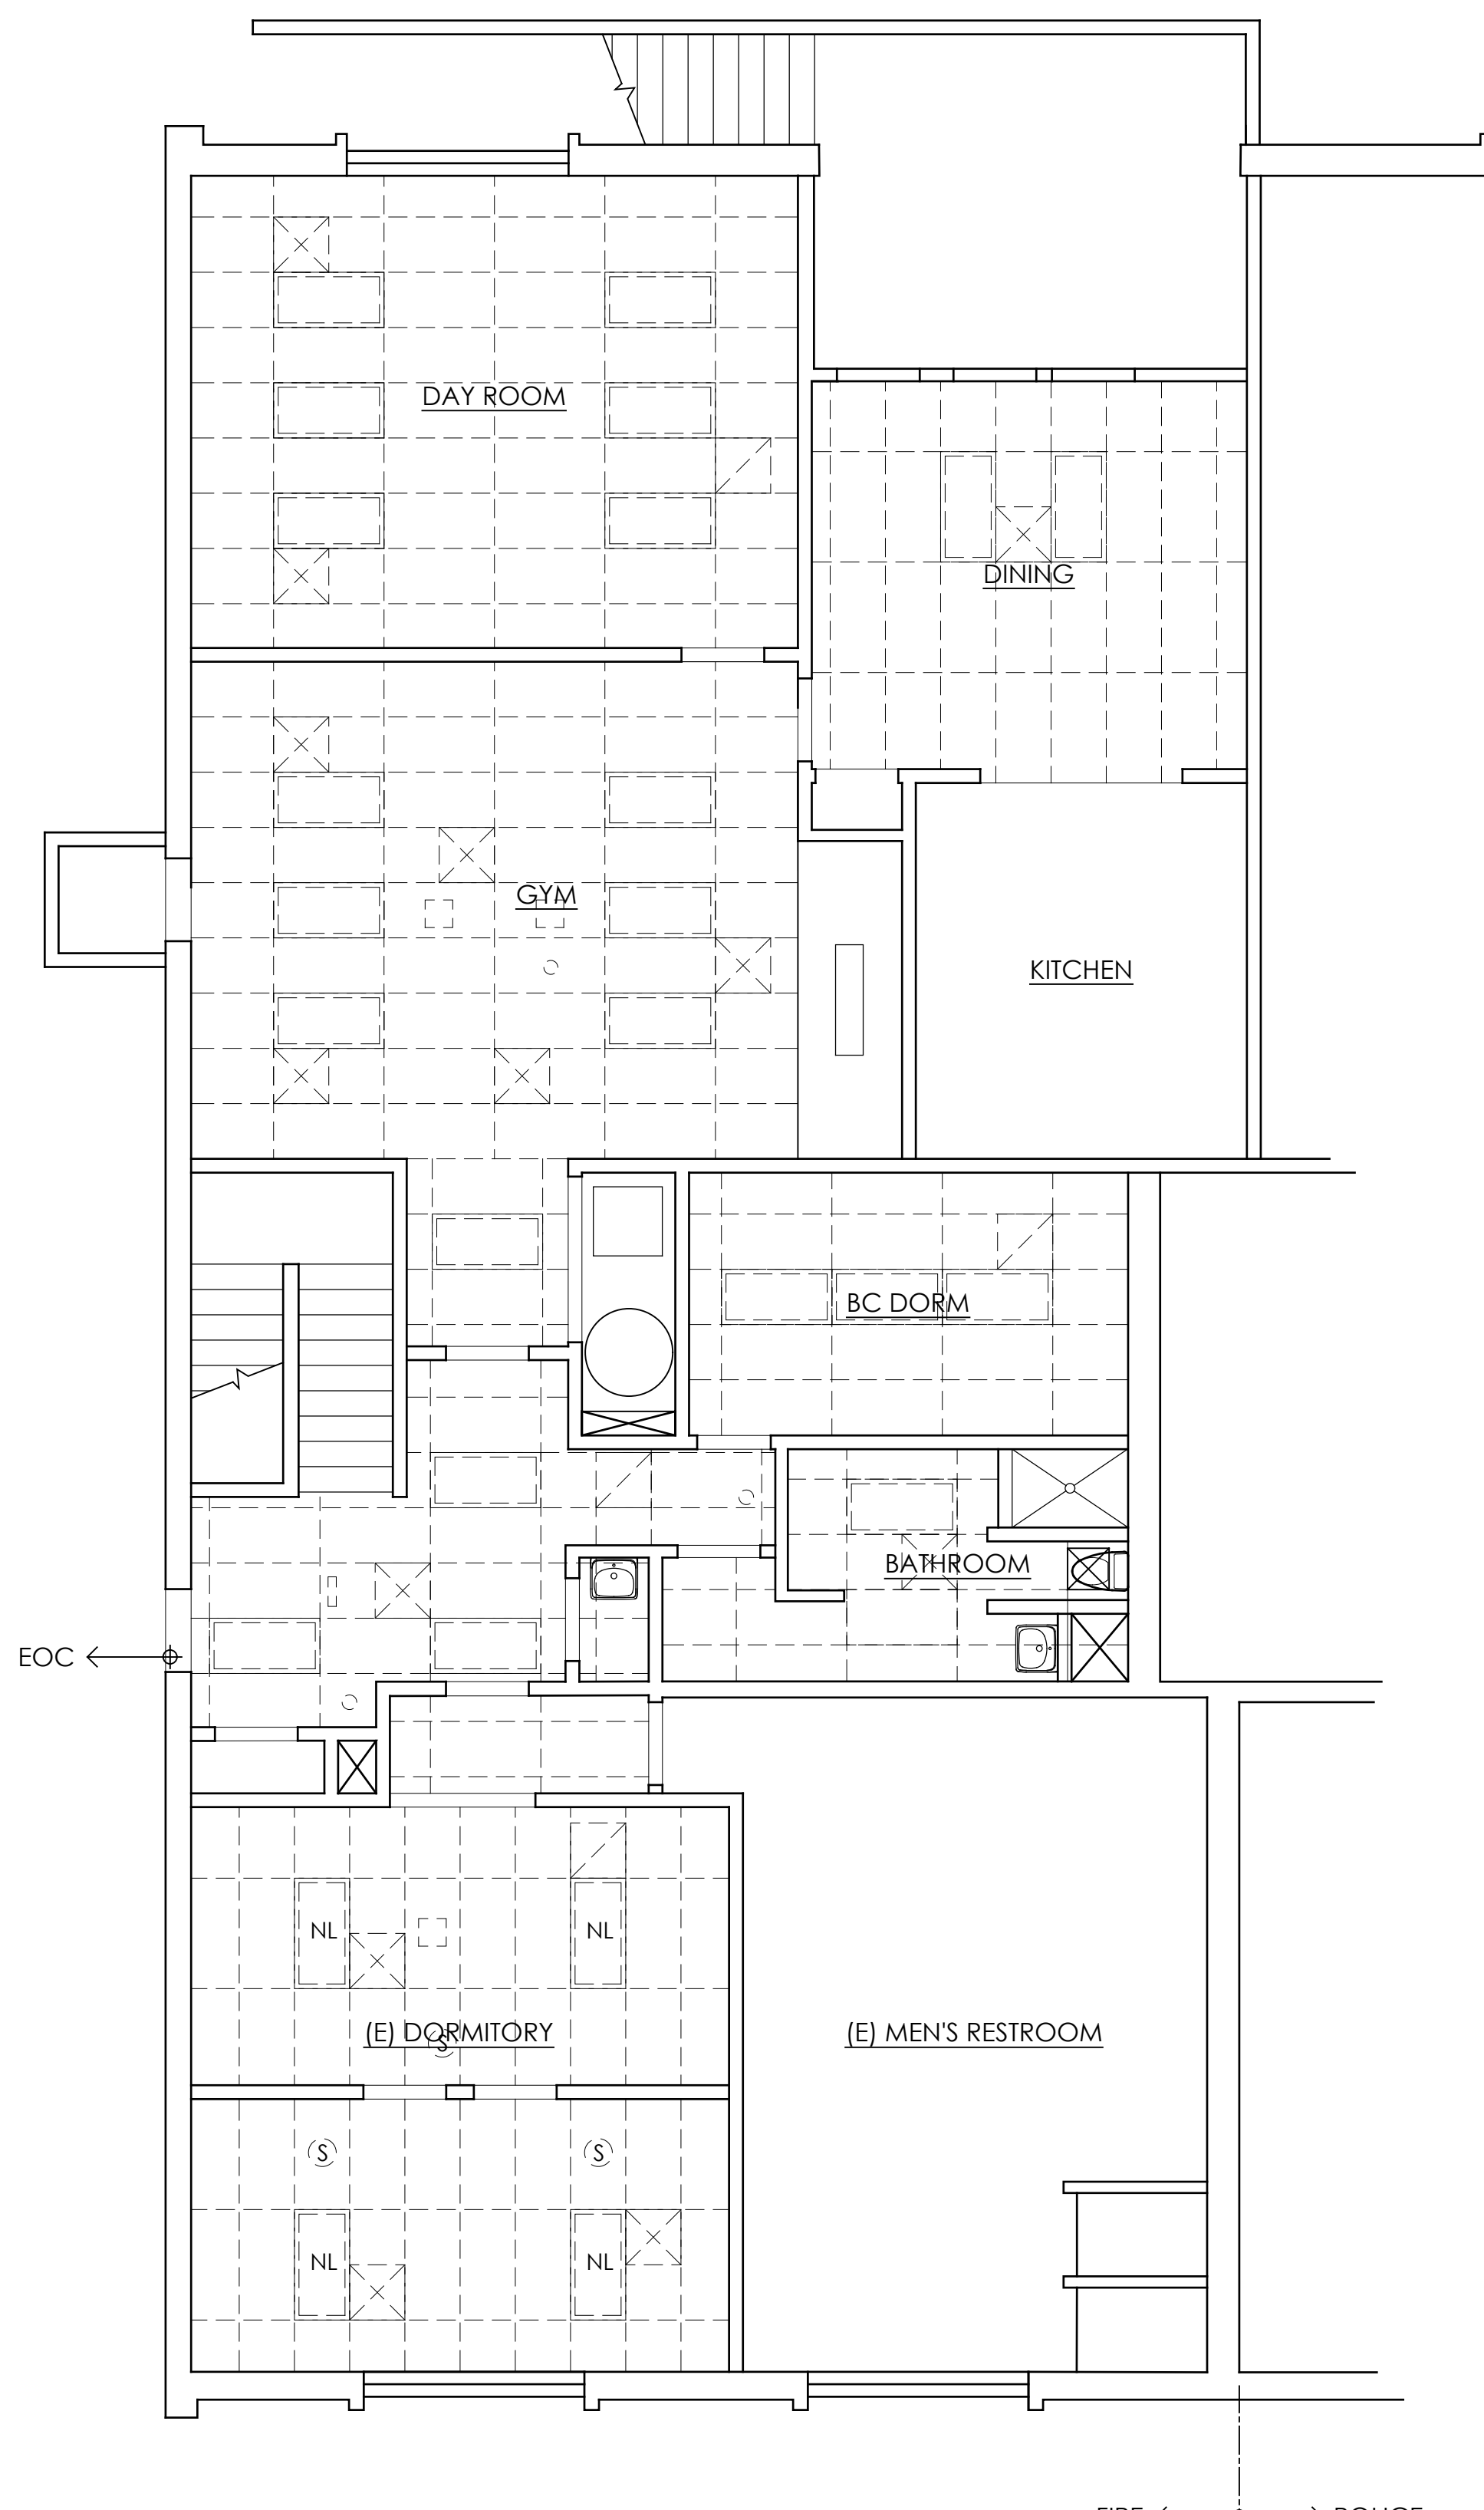 DAY ROOM
DINING
GYM
KITCHEN
BC DORM
BATHROOM
EOC
NL
NL
(E) DORMITORY
(E) MEN'S RESTROOM
S
S
S
NL
NL